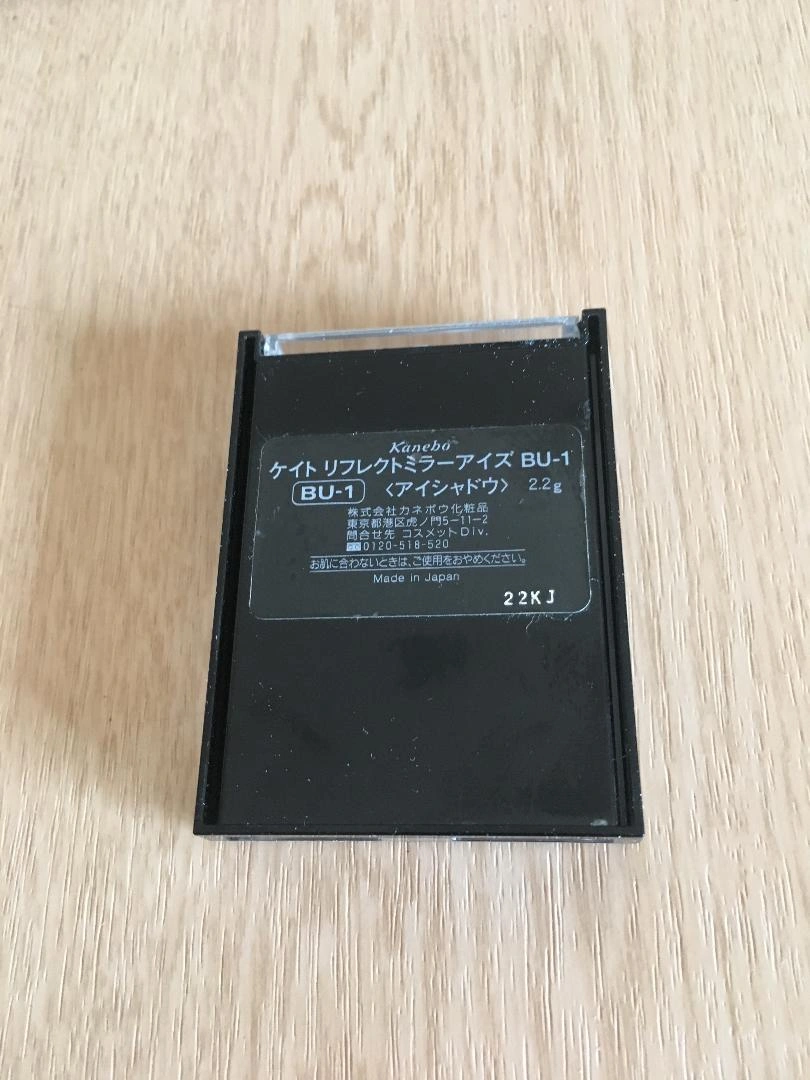 Kanebo
ケイト リフレクトミラーアイズ BU-1
BU-1 〈アイシャドウ〉 2.2g
株式会社カネボウ化粧品
東京都港区虎ノ門5-11-2
問合せ先 コスメットDiv.
0120-518-520
お肌に合わないときは、ご使用をおやめください。
Made in Japan
22KJ